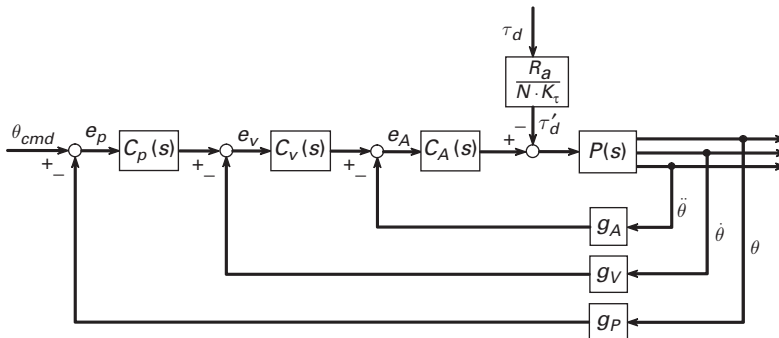 τ_d
R_a
N · K_τ
θ_cmd
e_p
C_p(s)
e_v
C_v(s)
e_A
C_A(s)
τ′_d
P(s)
+ −
+ −
+ −
+ −
g_A
θ̈
g_V
θ̇
θ
g_P